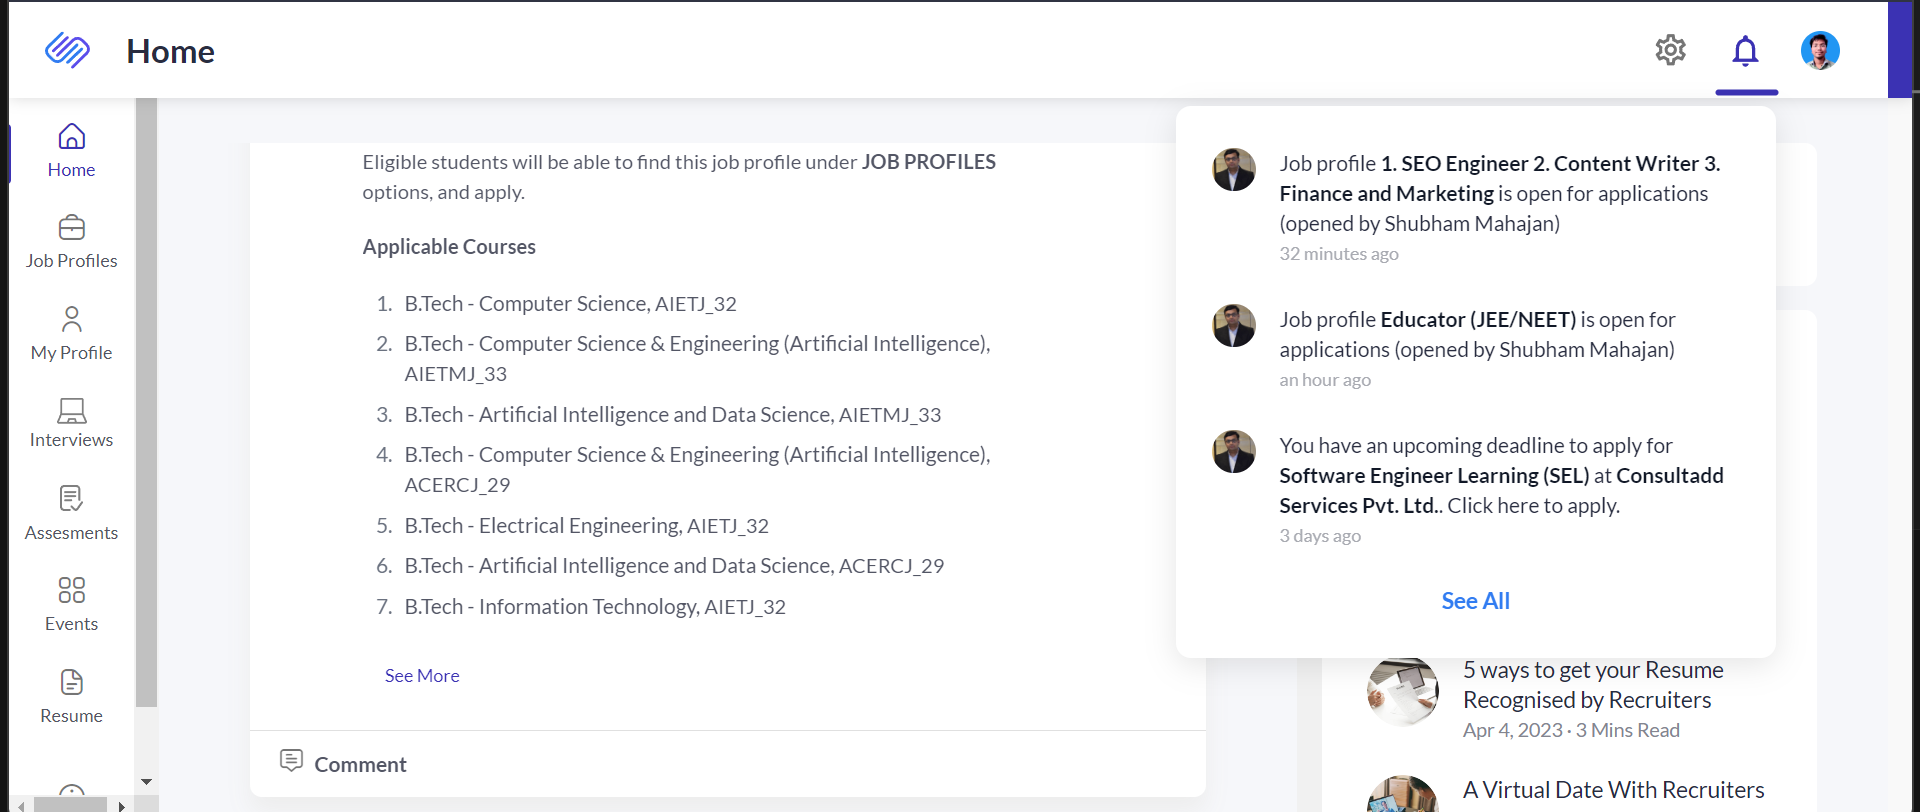 Home
Home
Job Profiles
My Profile
Interviews
Assesments
Events
Resume
Eligible students will be able to find this job profile under JOB PROFILES
options, and apply.
Applicable Courses
1. B.Tech - Computer Science, AIETJ_32
2. B.Tech - Computer Science & Engineering (Artificial Intelligence),
AIETMJ_33
3. B.Tech - Artificial Intelligence and Data Science, AIETMJ_33
4. B.Tech - Computer Science & Engineering (Artificial Intelligence),
ACERCJ_29
5. B.Tech - Electrical Engineering, AIETJ_32
6. B.Tech - Artificial Intelligence and Data Science, ACERCJ_29
7. B.Tech - Information Technology, AIETJ_32
See More
Comment
Job profile 1. SEO Engineer 2. Content Writer 3.
Finance and Marketing is open for applications
(opened by Shubham Mahajan)
32 minutes ago
Job profile Educator (JEE/NEET) is open for
applications (opened by Shubham Mahajan)
an hour ago
You have an upcoming deadline to apply for
Software Engineer Learning (SEL) at Consultadd
Services Pvt. Ltd.. Click here to apply.
3 days ago
See All
5 ways to get your Resume
Recognised by Recruiters
Apr 4, 2023 · 3 Mins Read
A Virtual Date With Recruiters